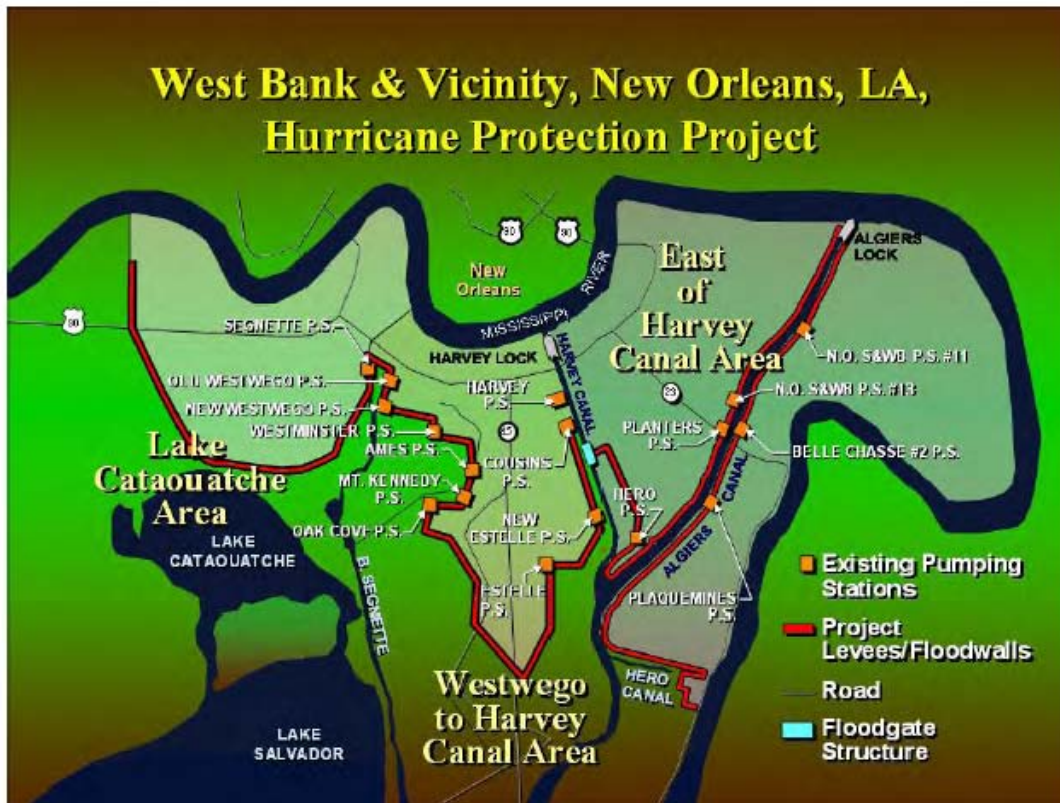 West Bank & Vicinity, New Orleans, LA,
Hurricane Protection Project
90
90
90
New
Orleans
MISSISSIPPI
RIVER
East
of
Harvey
Canal Area
ALGIERS
LOCK
SEGNETTE P.S.
HARVEY LOCK
HARVEY CANAL
OLD WESTWEGO P.S.
HARVEY
P.S.
N.O. S&WB P.S. #11
NEW WESTWEGO P.S.
23
N.O. S&WB P.S. #13
WESTMINSTER P.S.
45
PLANTERS
P.S.
BELLE CHASSE #2 P.S.
Lake
Cataouatche
Area
AMES P.S.
COUSINS
P.S.
MT. KENNEDY
P.S.
HERO
P.S.
ALGIERS
CANAL
OAK COVE P.S.
NEW
ESTELLE P.S.
LAKE
CATAOUATCHE
B. SEGNETTE
ESTELLE
P.S.
PLAQUEMINES
P.S.
Westwego
to Harvey
Canal Area
HERO
CANAL
LAKE
SALVADOR
Existing Pumping
Stations
Project
Levees/Floodwalls
Road
Floodgate
Structure